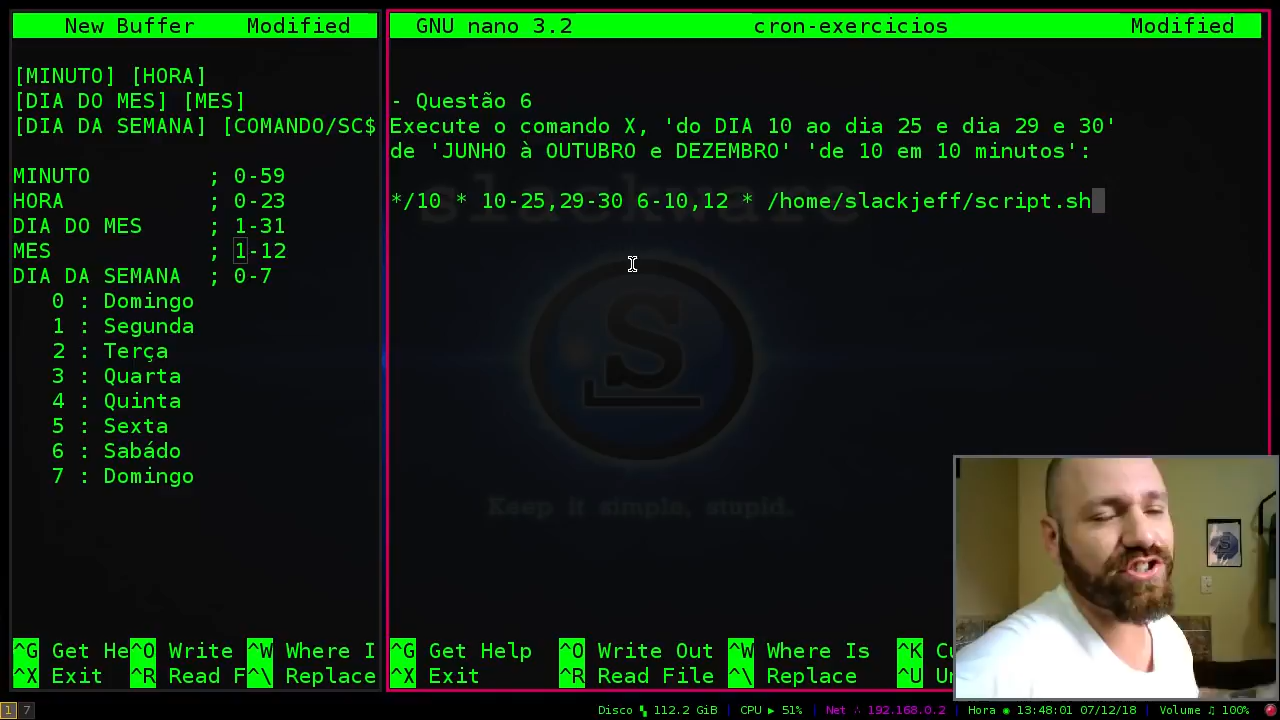 New Buffer Modified
[MINUTO] [HORA]
[DIA DO MES] [MES]
[DIA DA SEMANA] [COMANDO/SC$
MINUTO ; 0-59
HORA ; 0-23
DIA DO MES ; 1-31
MES ; 1-12
DIA DA SEMANA ; 0-7
0 : Domingo
1 : Segunda
2 : Terça
3 : Quarta
4 : Quinta
5 : Sexta
6 : Sabádo
7 : Domingo
^G Get He ^O Write ^W Where I
^X Exit ^R Read F ^\ Replace
GNU nano 3.2 cron-exercicios Modified
- Questão 6
Execute o comando X, 'do DIA 10 ao dia 25 e dia 29 e 30'
de 'JUNHO à OUTUBRO e DEZEMBRO' 'de 10 em 10 minutos':
*/10 * 10-25,29-30 6-10,12 * /home/slackjeff/script.sh
slackware
S
Keep it simple, stupid.
^G Get Help ^O Write Out ^W Where Is ^K
^X Exit ^R Read File ^\ Replace ^U
1 7 Disco 112.2 GiB | CPU ▶ 51% | Net ∴ 192.168.0.2 | Hora ◉ 13:48:01 07/12/18 | Volume ♫ 100%